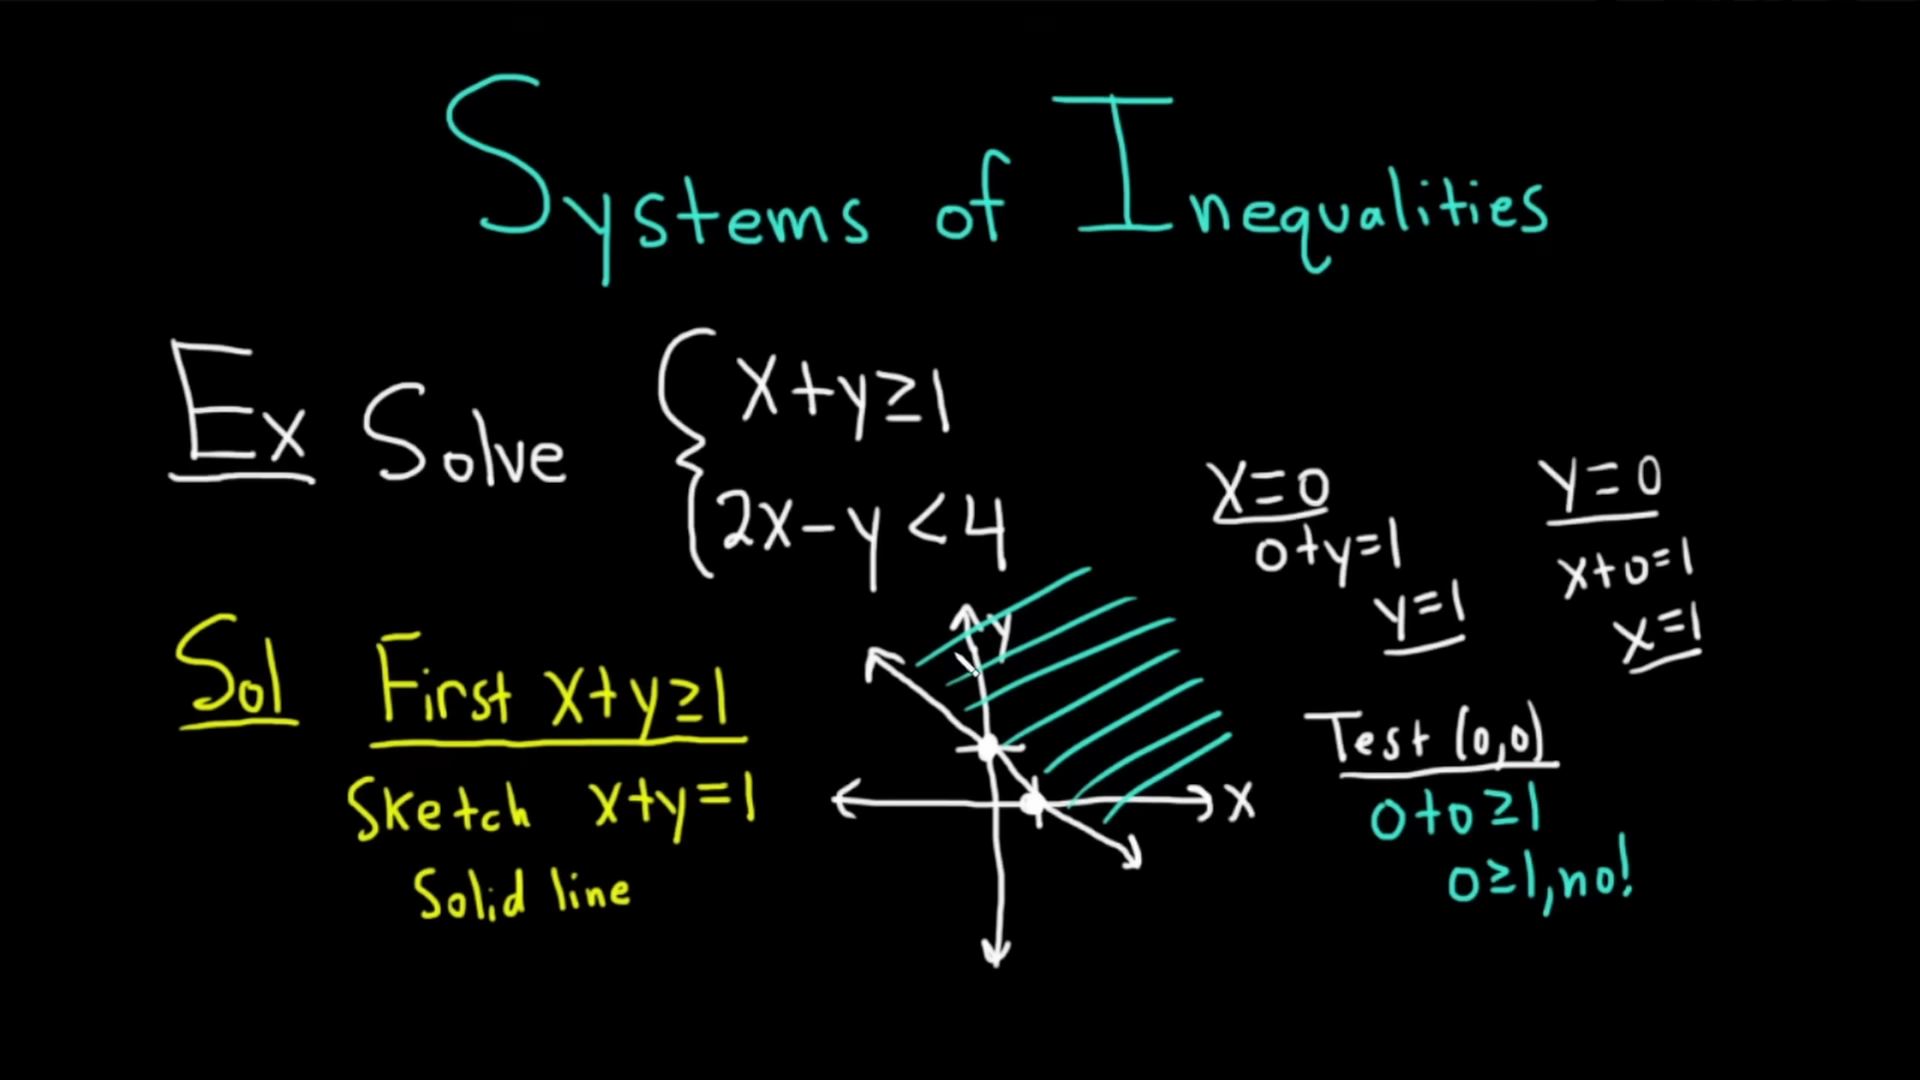 Systems of Inequalities
Ex Solve
x+y≥1
2x-y<4
x=0
0+y=1
y=1
y=0
x+0=1
x=1
Sol First x+y≥1
Sketch x+y=1
Solid line
y
x
Test (0,0)
0+0≥1
0≥1, no!